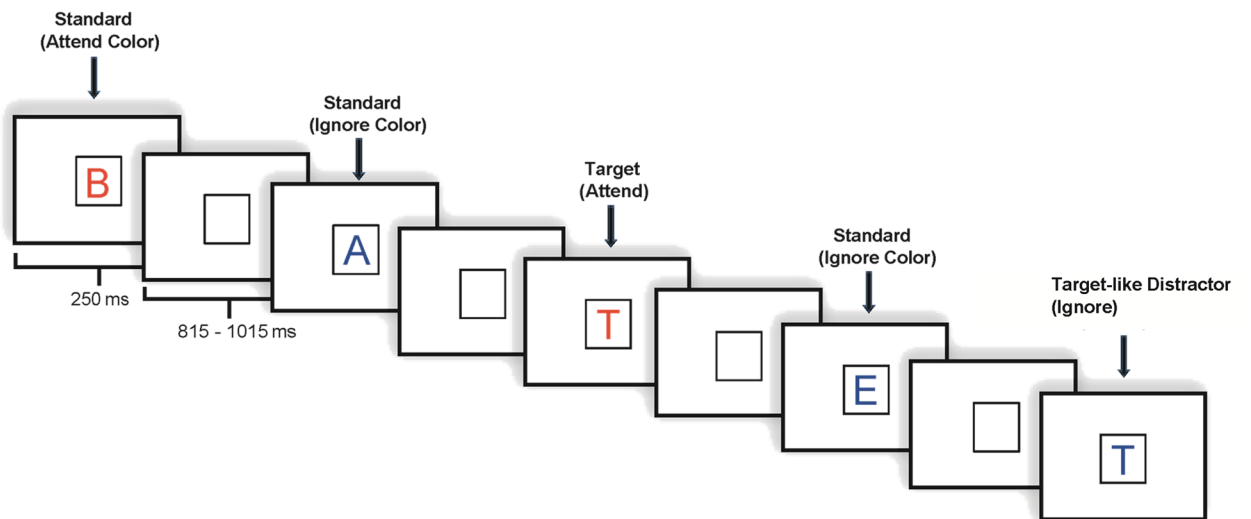 Standard
(Attend Color)
Standard
(Ignore Color)
Target
(Attend)
Standard
(Ignore Color)
Target-like Distractor
(Ignore)
B
A
T
E
T
250 ms
815 - 1015 ms